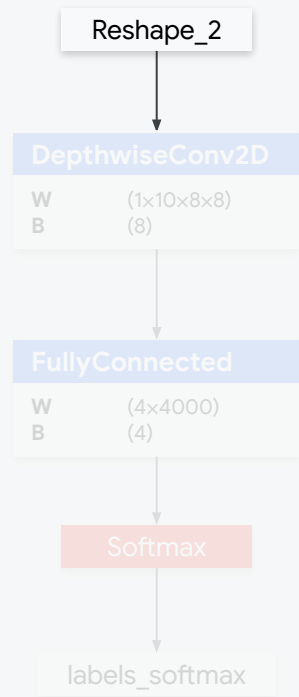 Reshape_2
DepthwiseConv2D
W (1×10×8×8)
B (8)
FullyConnected
W (4×4000)
B (4)
Softmax
labels_softmax